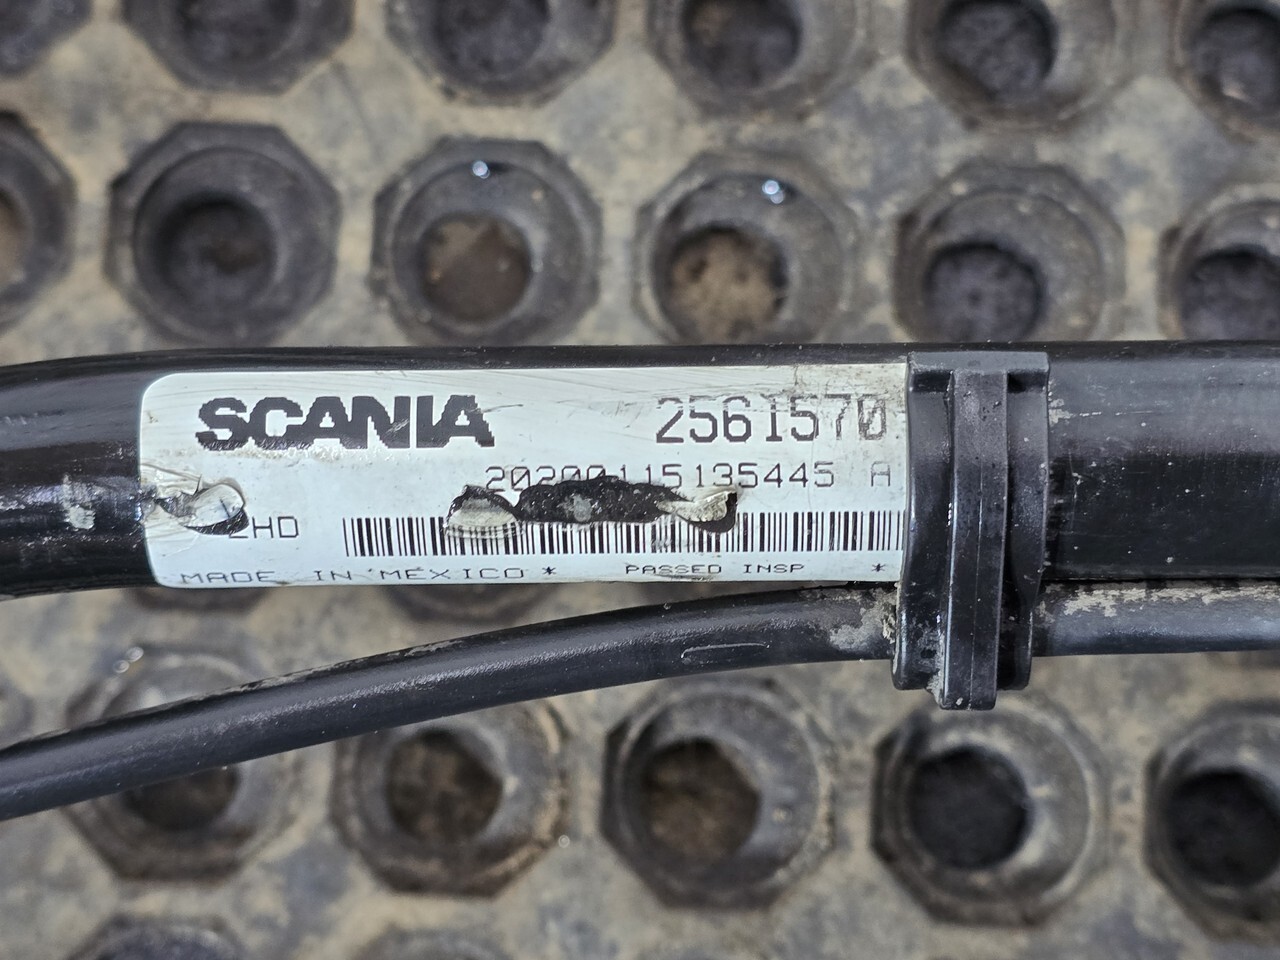 SCANIA 2561570
20200115135445 A
2HD
MADE IN MEXICO * PASSED INSP *